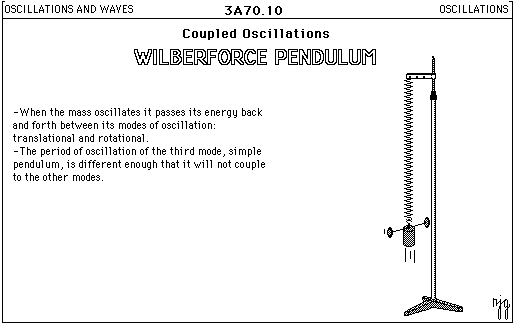 OSCILLATIONS AND WAVES 3A70.10 OSCILLATIONS
Coupled Oscillations
WILBERFORCE PENDULUM
-When the mass oscillates it passes its energy back
and forth between its modes of oscillation:
translational and rotational.
-The period of oscillation of the third mode, simple
pendulum, is different enough that it will not couple
to the other modes.